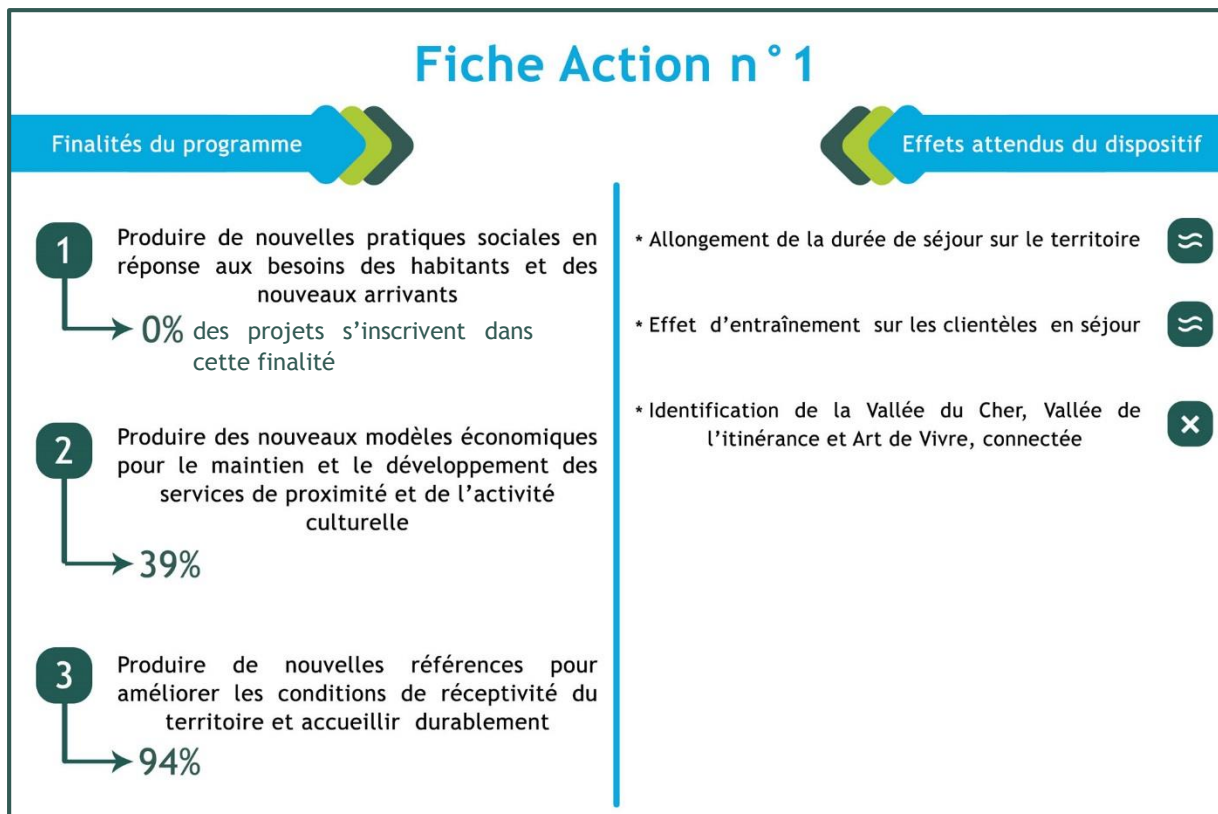 Fiche Action n°1
Finalités du programme
1
Produire de nouvelles pratiques sociales en
réponse aux besoins des habitants et des
nouveaux arrivants
0% des projets s'inscrivent dans
cette finalité
2
Produire des nouveaux modèles économiques
pour le maintien et le développement des
services de proximité et de l'activité
culturelle
39%
3
Produire de nouvelles références pour
améliorer les conditions de réceptivité du
territoire et accueillir durablement
94%
Effets attendus du dispositif
* Allongement de la durée de séjour sur le territoire
* Effet d'entraînement sur les clientèles en séjour
* Identification de la Vallée du Cher, Vallée de
l'itinérance et Art de Vivre, connectée